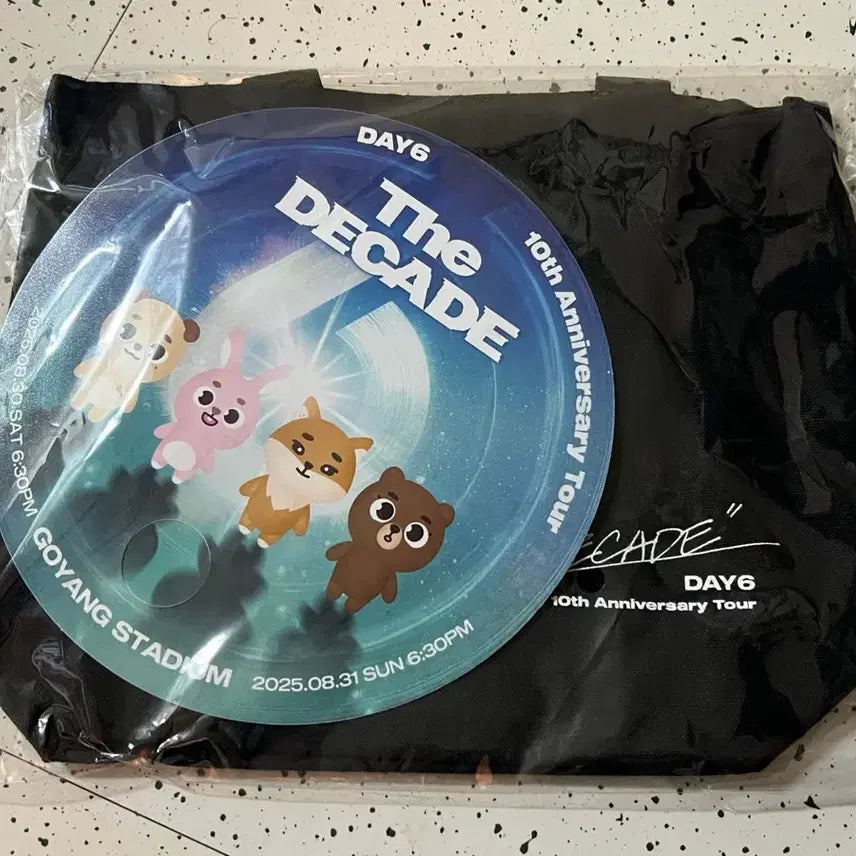 DAY6
The
DECADE
10th Anniversary Tour
2025.08.30 SAT 6:30PM
GOYANG STADIUM
2025.08.31 SUN 6:30PM
ECADE"
DAY6
10th Anniversary Tour